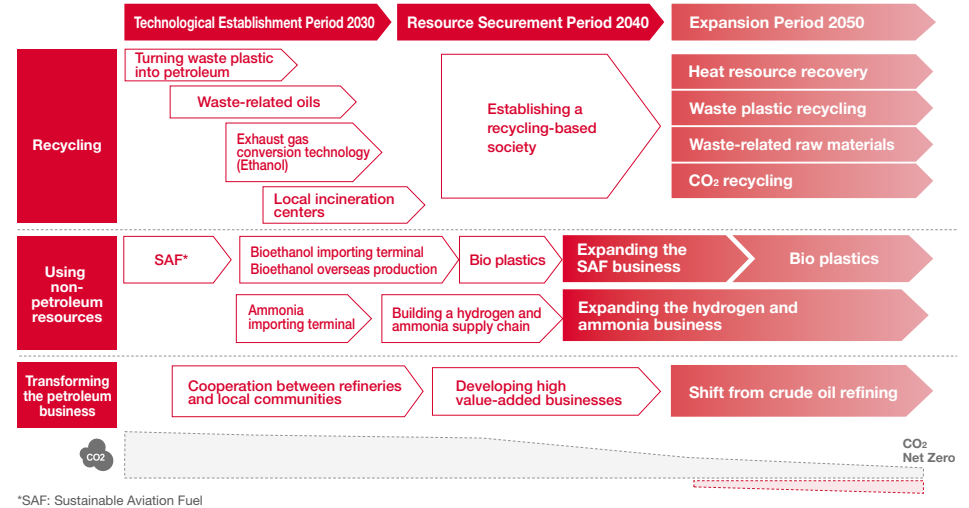 Technological Establishment Period 2030
Resource Securement Period 2040
Expansion Period 2050
Recycling
Turning waste plastic
into petroleum
Waste-related oils
Exhaust gas
conversion technology
(Ethanol)
Local incineration
centers
Establishing a
recycling-based
society
Heat resource recovery
Waste plastic recycling
Waste-related raw materials
CO₂ recycling
Using
non-
petroleum
resources
SAF*
Bioethanol importing terminal
Bioethanol overseas production
Bio plastics
Expanding the
SAF business
Bio plastics
Ammonia
importing terminal
Building a hydrogen and
ammonia supply chain
Expanding the hydrogen and
ammonia business
Transforming
the petroleum
business
Cooperation between refineries
and local communities
Developing high
value-added businesses
Shift from crude oil refining
CO2
CO₂
Net Zero
*SAF: Sustainable Aviation Fuel